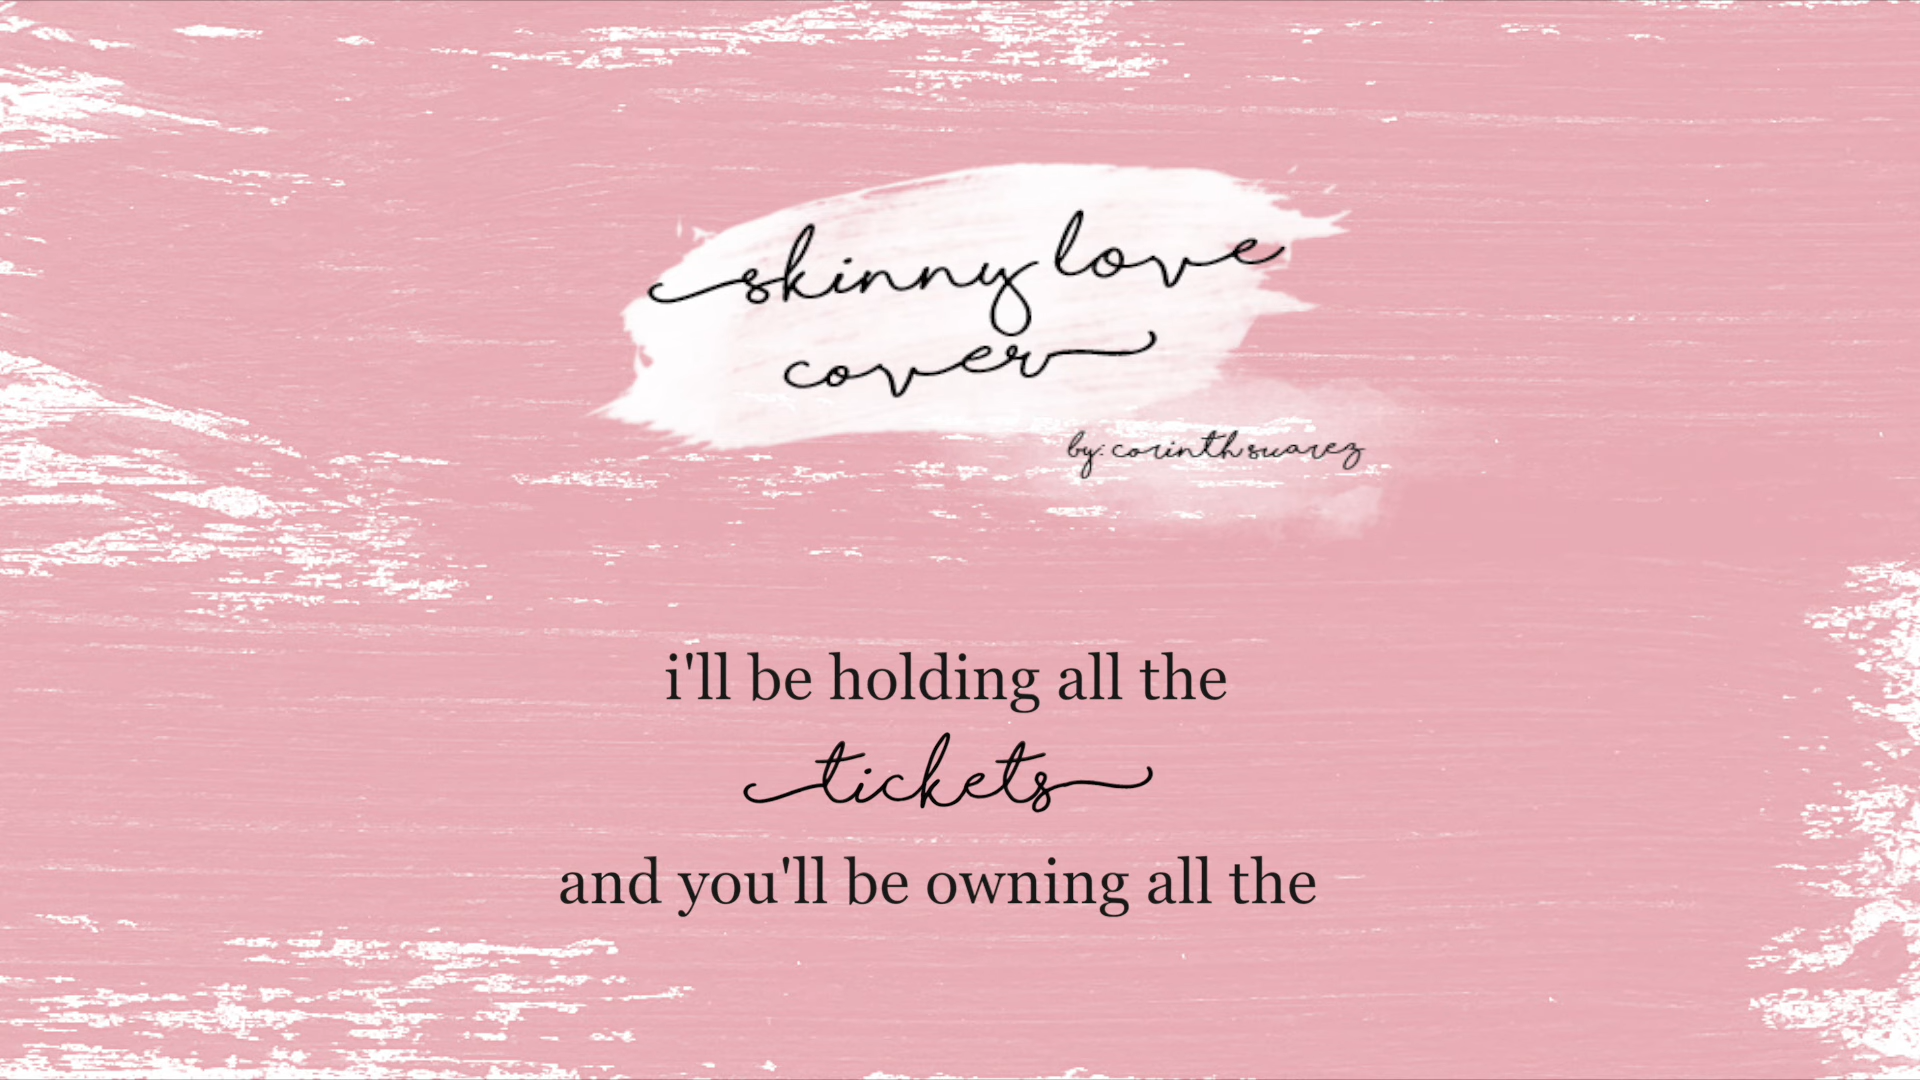 skinny love
cover
by: corinth suarez
i'll be holding all the
tickets
and you'll be owning all the